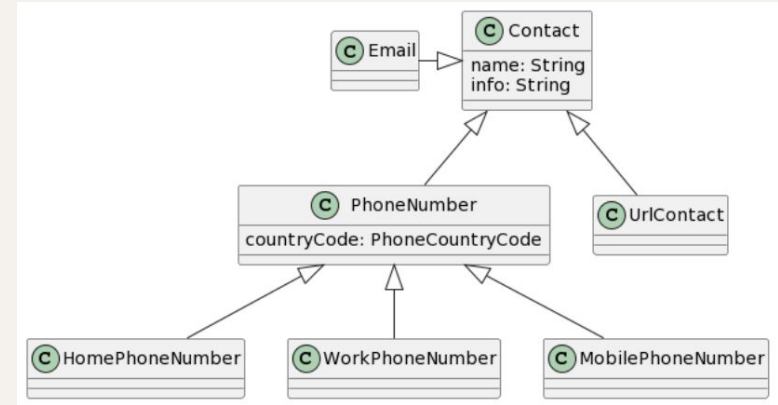 C Email
C Contact
name: String
info: String
C PhoneNumber
countryCode: PhoneCountryCode
C UrlContact
C HomePhoneNumber
C WorkPhoneNumber
C MobilePhoneNumber